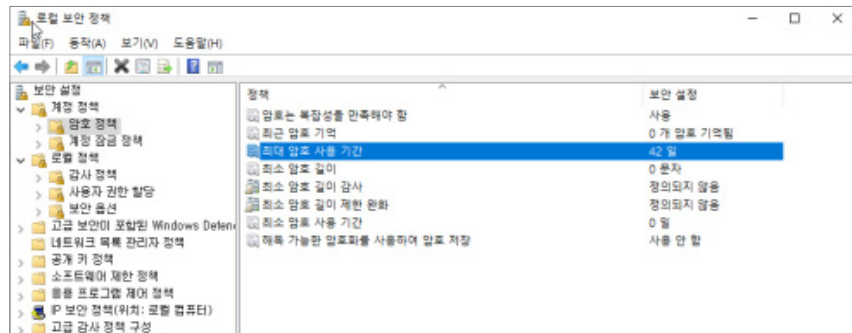 로컬 보안 정책
파일(F) 동작(A) 보기(V) 도움말(H)
보안 설정
계정 정책
암호 정책
계정 잠금 정책
로컬 정책
감사 정책
사용자 권한 할당
보안 옵션
고급 보안이 포함된 Windows Defen
네트워크 목록 관리자 정책
공개 키 정책
소프트웨어 제한 정책
응용 프로그램 제어 정책
IP 보안 정책(위치: 로컬 컴퓨터)
고급 감사 정책 구성
정책 보안 설정
암호는 복잡성을 만족해야 함 사용
최근 암호 기억 0 개 암호 기억됨
최대 암호 사용 기간 42 일
최소 암호 길이 0 문자
최소 암호 길이 감사 정의되지 않음
최소 암호 길이 제한 완화 정의되지 않음
최소 암호 사용 기간 0 일
해독 가능한 암호화를 사용하여 암호 저장 사용 안 함